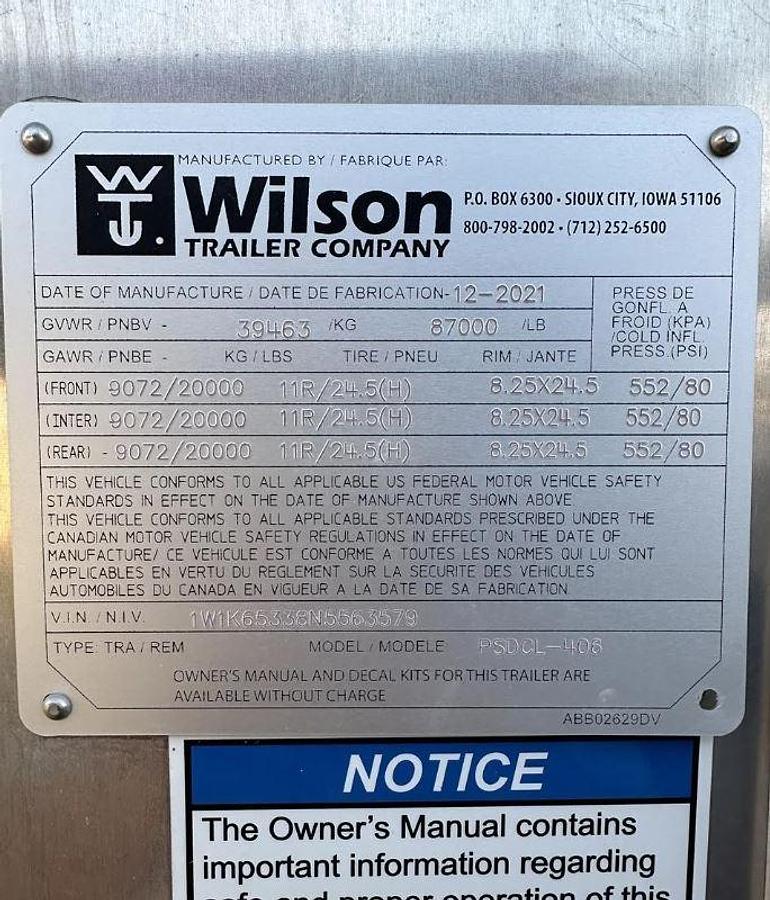 MANUFACTURED BY / FABRIQUE PAR:
WT
Wilson
TRAILER COMPANY
P.O. BOX 6300 • SIOUX CITY, IOWA 51106
800-798-2002 • (712) 252-6500
DATE OF MANUFACTURE / DATE DE FABRICATION-12-2021
GVWR / PNBV - 39463 /KG 87000 /LB
PRESS DE
GONFL. A
FROID (KPA)
/COLD INFL.
PRESS.(PSI)
GAWR / PNBE - KG / LBS TIRE / PNEU RIM / JANTE
(FRONT) 9072/20000 11R/24.5(H) 8.25X24.5 552/80
(INTER) 9072/20000 11R/24.5(H) 8.25X24.5 552/80
(REAR) - 9072/20000 11R/24.5(H) 8.25X24.5 552/80
THIS VEHICLE CONFORMS TO ALL APPLICABLE US FEDERAL MOTOR VEHICLE SAFETY
STANDARDS IN EFFECT ON THE DATE OF MANUFACTURE SHOWN ABOVE
THIS VEHICLE CONFORMS TO ALL APPLICABLE STANDARDS PRESCRIBED UNDER THE
CANADIAN MOTOR VEHICLE SAFETY REGULATIONS IN EFFECT ON THE DATE OF
MANUFACTURE/ CE VEHICULE EST CONFORME A TOUTES LES NORMES QUI LUI SONT
APPLICABLES EN VERTU DU REGLEMENT SUR LA SECURITE DES VEHICULES
AUTOMOBILES DU CANADA EN VIGUEUR A LA DATE DE SA FABRICATION.
V.I.N. / N.I.V.
TYPE: TRA / REM MODEL / MODELE PSDCL-406
OWNER'S MANUAL AND DECAL KITS FOR THIS TRAILER ARE
AVAILABLE WITHOUT CHARGE
ABB02629DV
NOTICE
The Owner's Manual contains
important information regarding
safe and proper operation of this